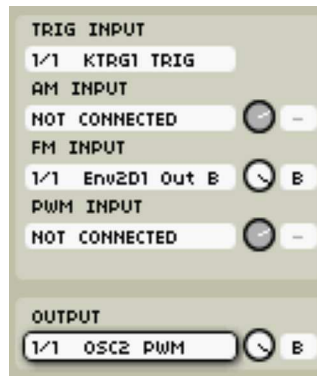 TRIG INPUT
1/1 KTRG1 TRIG
AM INPUT
NOT CONNECTED -
FM INPUT
1/1 Env2D1 Out B B
PWM INPUT
NOT CONNECTED -
OUTPUT
1/1 OSC2 PWM B